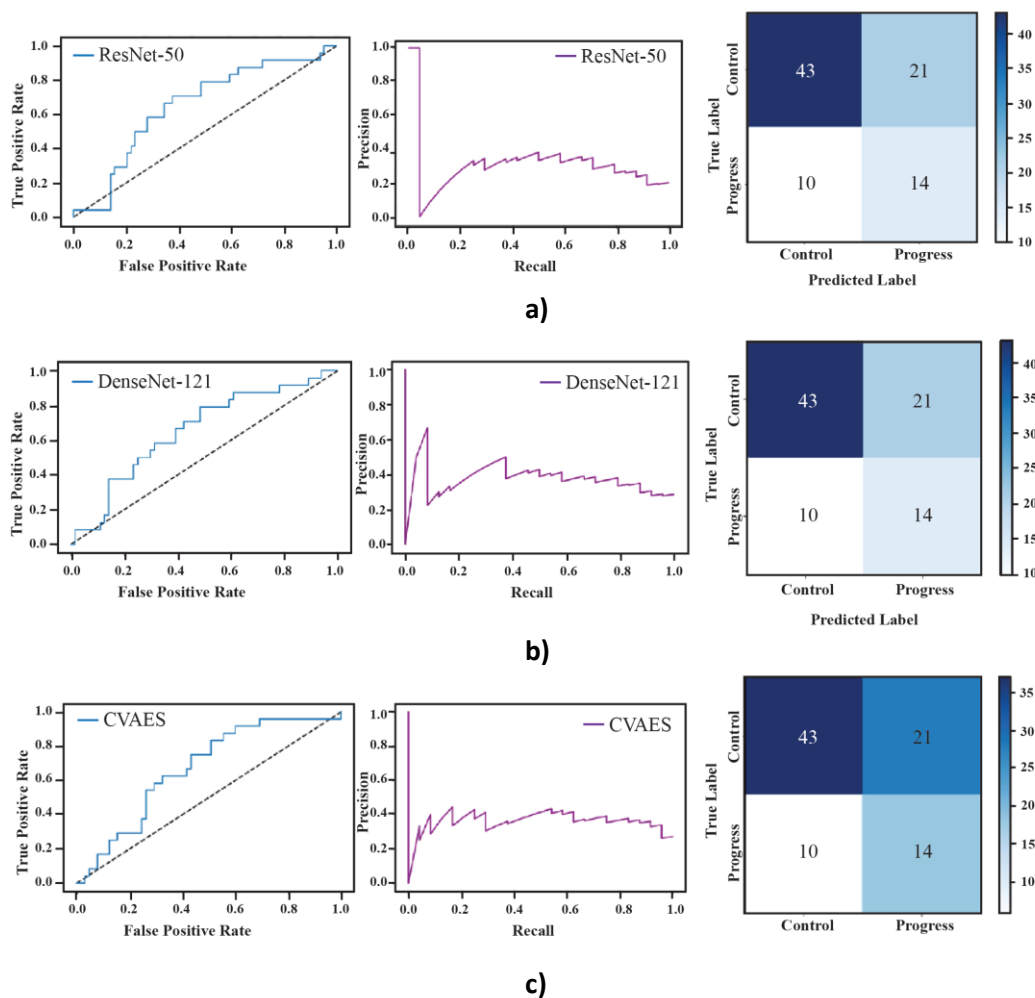 ResNet-50
True Positive Rate
1.0
0.8
0.6
0.4
0.2
0.0
0.0 0.2 0.4 0.6 0.8 1.0
False Positive Rate
ResNet-50
Precision
1.0
0.8
0.6
0.4
0.2
0.0
0.0 0.2 0.4 0.6 0.8 1.0
Recall
True Label
Control
Progress
43 21
10 14
Control Progress
Predicted Label
40
35
30
25
20
15
10
a)
DenseNet-121
True Positive Rate
1.0
0.8
0.6
0.4
0.2
0.0
0.0 0.2 0.4 0.6 0.8 1.0
False Positive Rate
DenseNet-121
Precision
1.0
0.8
0.6
0.4
0.2
0.0
0.0 0.2 0.4 0.6 0.8 1.0
Recall
True Label
Control
Progress
43 21
10 14
Control Progress
Predicted Label
40
35
30
25
20
15
10
b)
CVAES
True Positive Rate
1.0
0.8
0.6
0.4
0.2
0.0
0.0 0.2 0.4 0.6 0.8 1.0
False Positive Rate
CVAES
Precision
1.0
0.8
0.6
0.4
0.2
0.0
0.0 0.2 0.4 0.6 0.8 1.0
Recall
True Label
Control
Progress
43 21
10 14
Control Progress
Predicted Label
35
30
25
20
15
10
c)